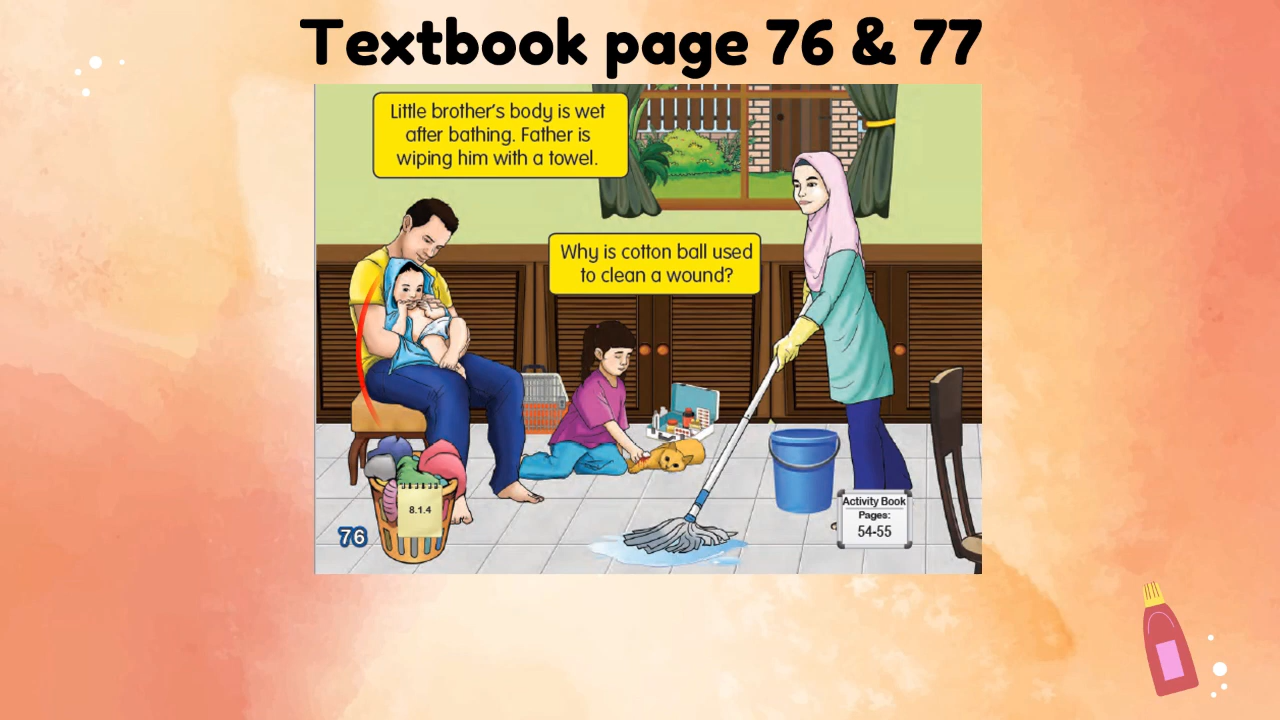 Textbook page 76 & 77
Little brother's body is wet
after bathing. Father is
wiping him with a towel.
Why is cotton ball used
to clean a wound?
8.1.4
76
Activity Book
Pages:
54-55